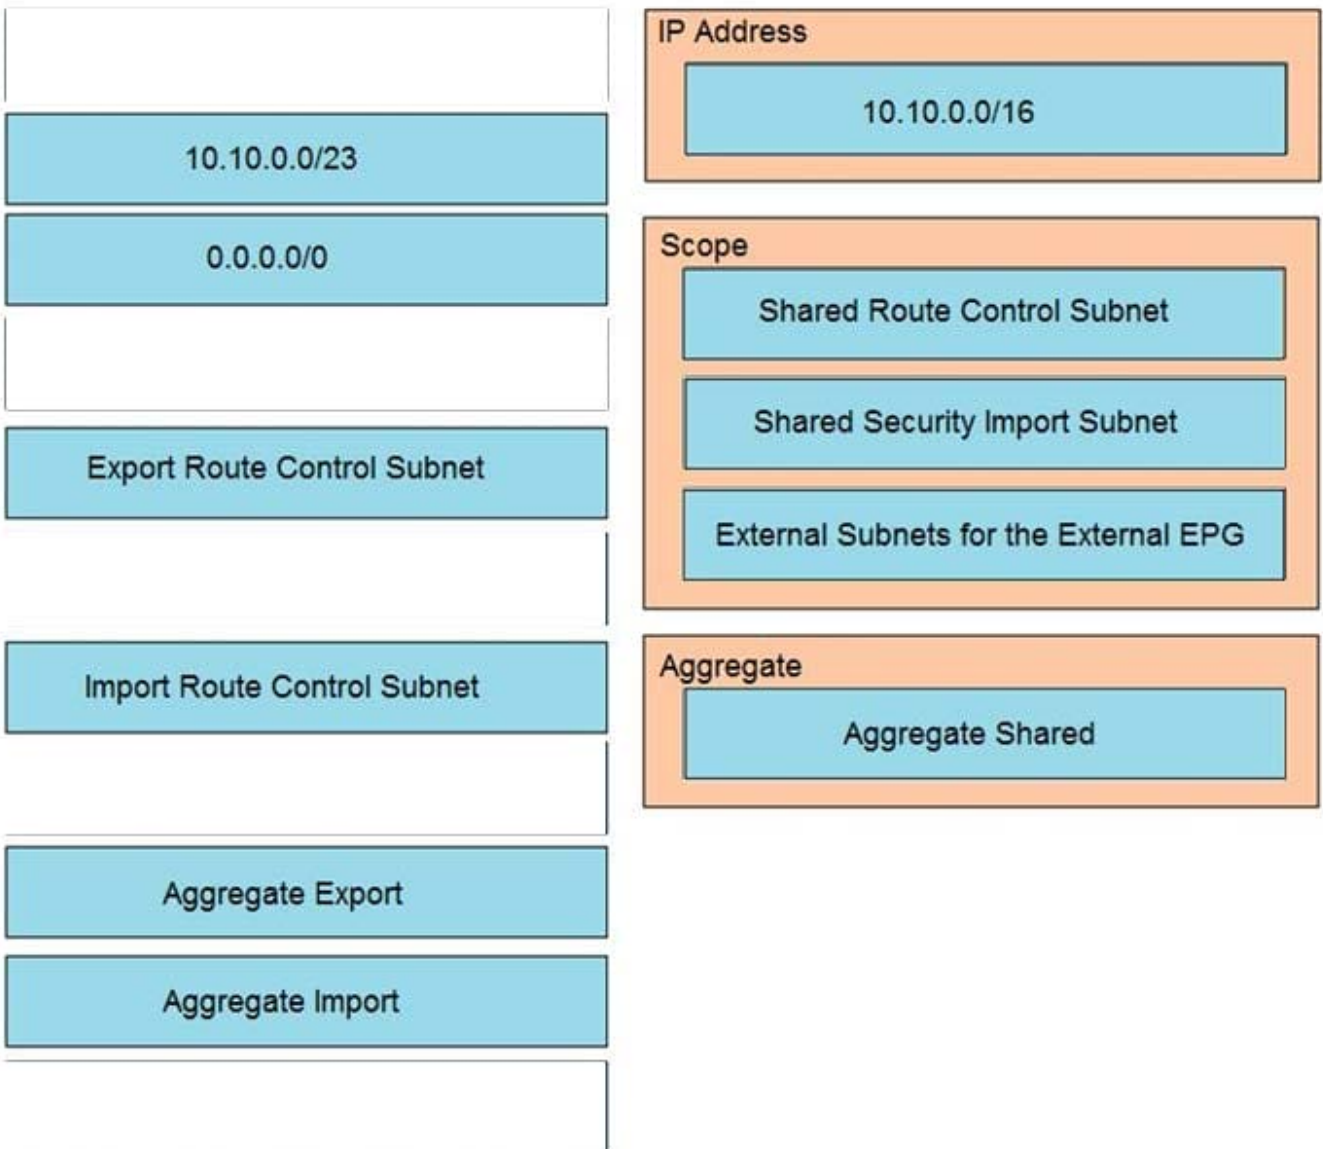 10.10.0.0/23
0.0.0.0/0
Export Route Control Subnet
Import Route Control Subnet
Aggregate Export
Aggregate Import
IP Address
10.10.0.0/16
Scope
Shared Route Control Subnet
Shared Security Import Subnet
External Subnets for the External EPG
Aggregate
Aggregate Shared